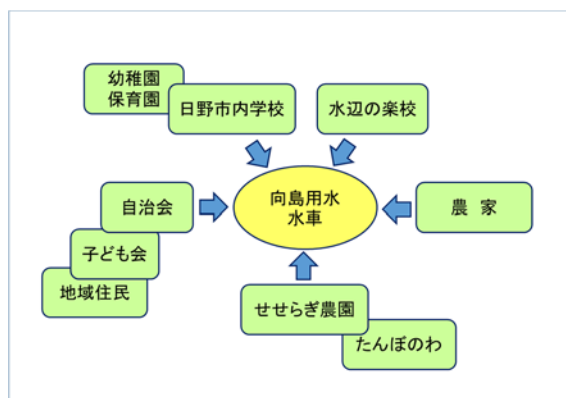 幼稚園
保育園
日野市内学校
水辺の楽校
自治会
子ども会
地域住民
向島用水
水車
農 家
せせらぎ農園
たんぼのわ